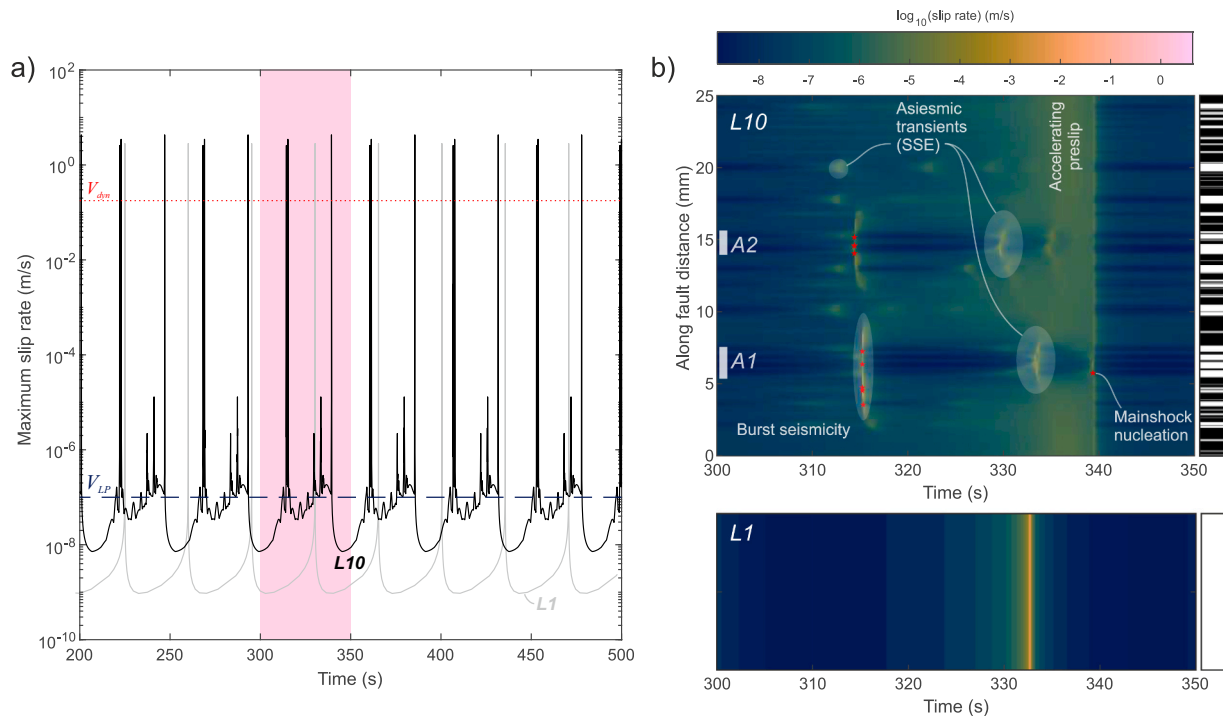 a)
Maximum slip rate (m/s)
10^2
10^0
10^-2
10^-4
10^-6
10^-8
10^-10
V_dyn
V_LP
L10
L1
200 250 300 350 400 450 500
Time (s)
log_10(slip rate) (m/s)
b)
-8 -7 -6 -5 -4 -3 -2 -1 0
Along fault distance (mm)
25
20
15
10
5
0
L10
Asiesmic
transients
(SSE)
Accelerating
preslip
A2
A1
Burst seismicity
Mainshock
nucleation
300 310 320 330 340 350
Time (s)
L1
300 310 320 330 340 350
Time (s)